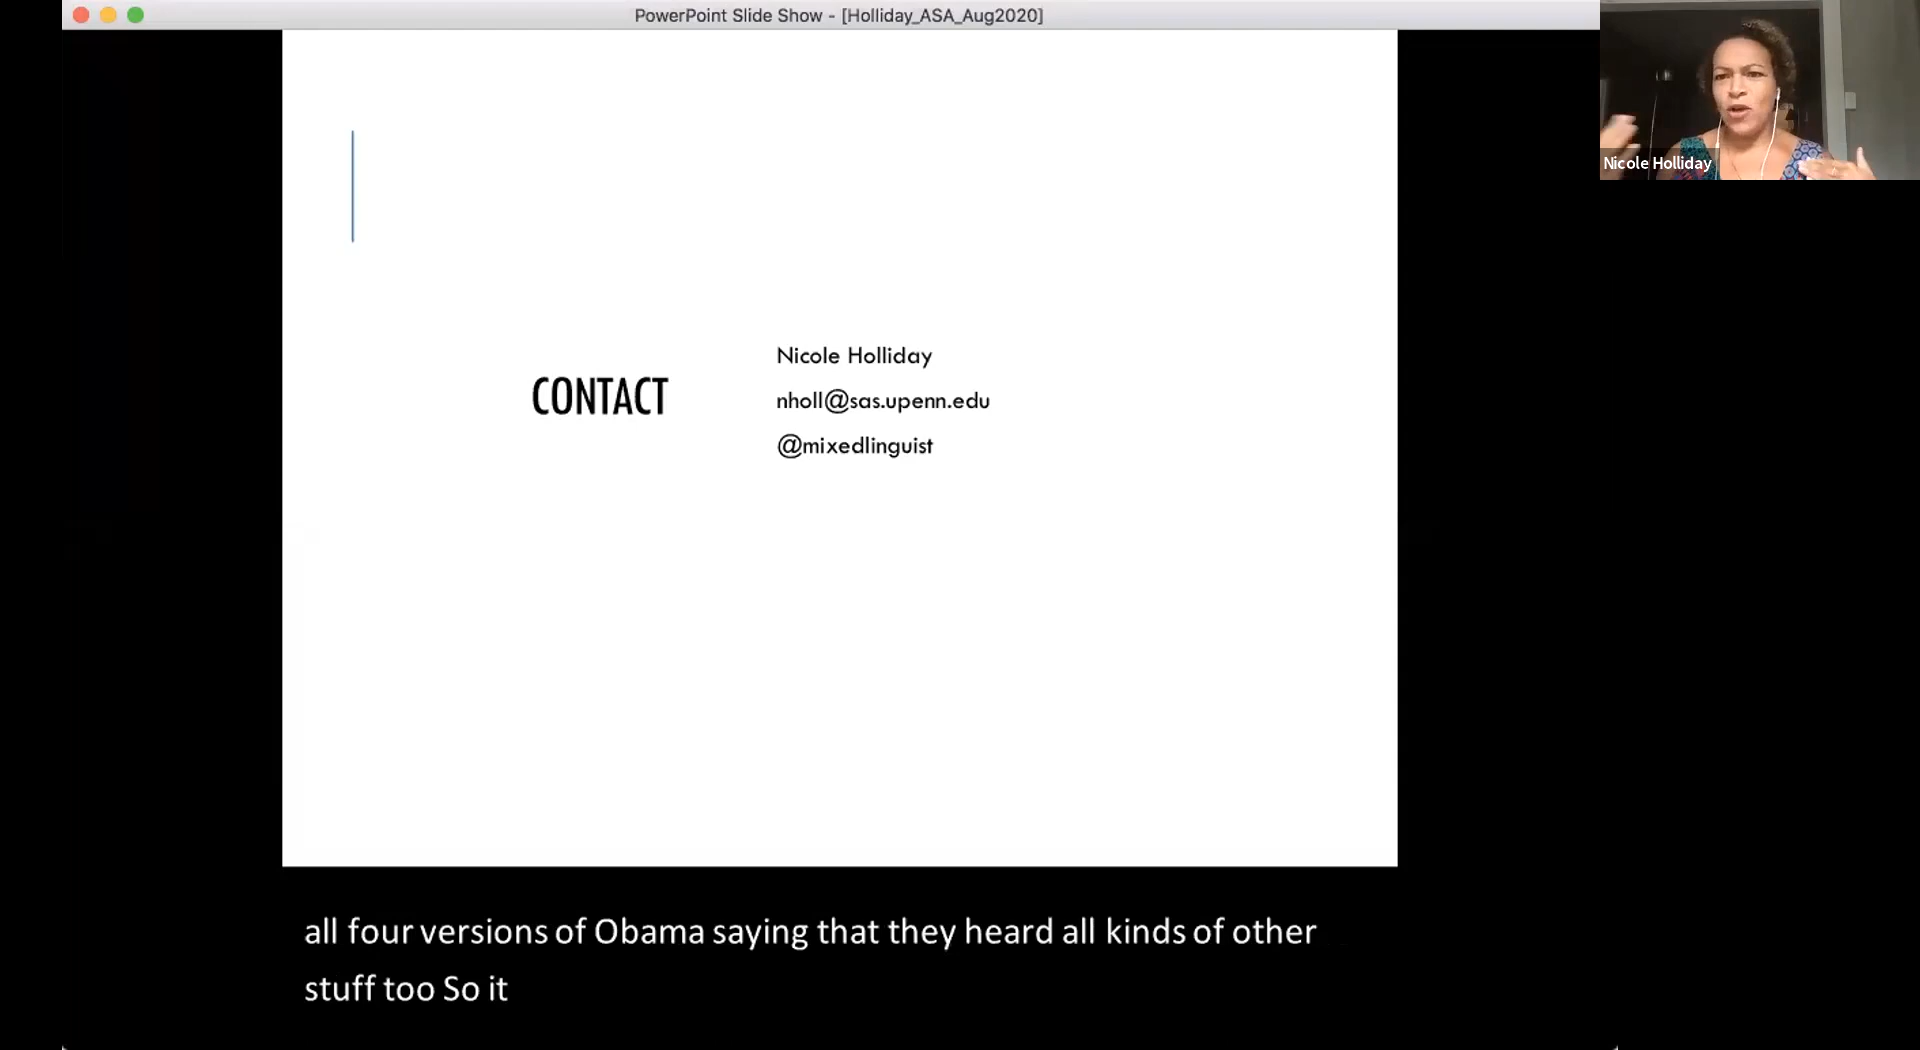 PowerPoint Slide Show - [Holliday_ASA_Aug2020]
Nicole Holliday
CONTACT
Nicole Holliday
nholl@sas.upenn.edu
@mixedlinguist
all four versions of Obama saying that they heard all kinds of other
stuff too So it